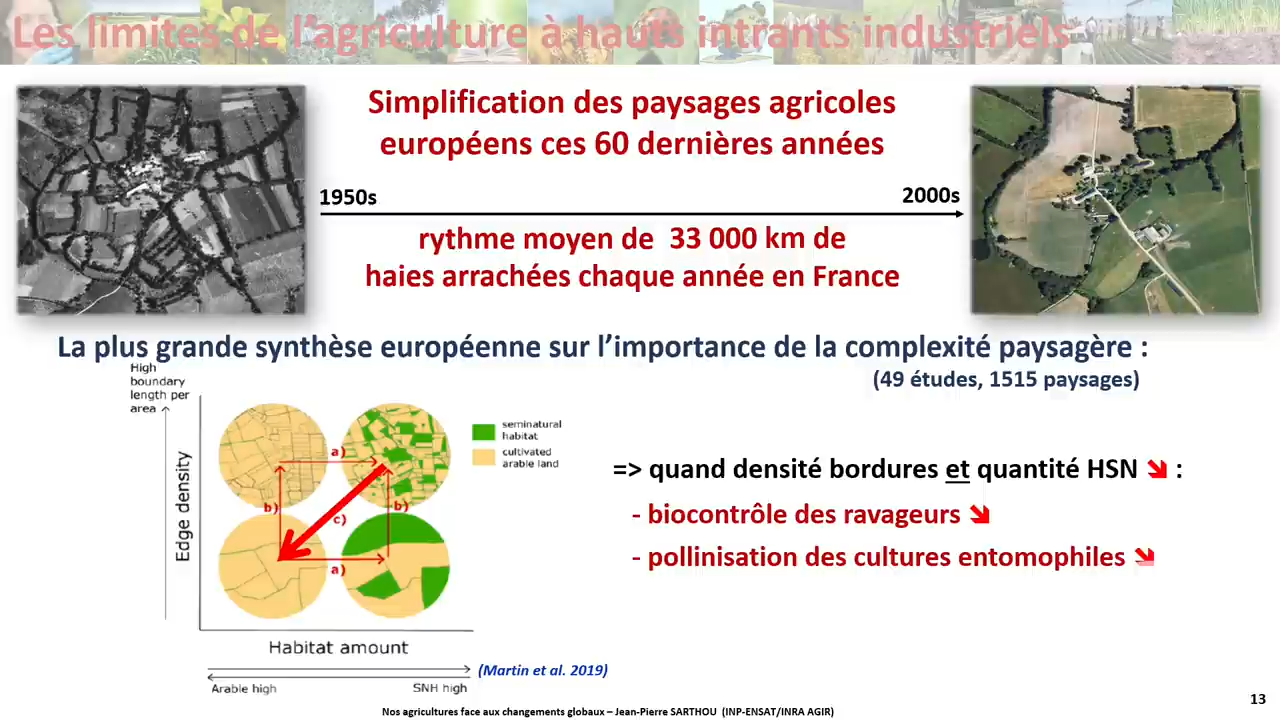 Les limites de l'agriculture à hauts intrants industriels
Simplification des paysages agricoles
européens ces 60 dernières années
1950s
2000s
rythme moyen de 33 000 km de
haies arrachées chaque année en France
La plus grande synthèse européenne sur l'importance de la complexité paysagère :
(49 études, 1515 paysages)
High
boundary
length per
area
Edge density
a)
b)
c)
b)
a)
seminatural
habitat
cultivated
arable land
Habitat amount
Arable high
SNH high
(Martin et al. 2019)
=> quand densité bordures et quantité HSN ↘ :
- biocontrôle des ravageurs ↘
- pollinisation des cultures entomophiles ↘
Nos agricultures face aux changements globaux – Jean-Pierre SARTHOU (INP-ENSAT/INRA AGIR)
13